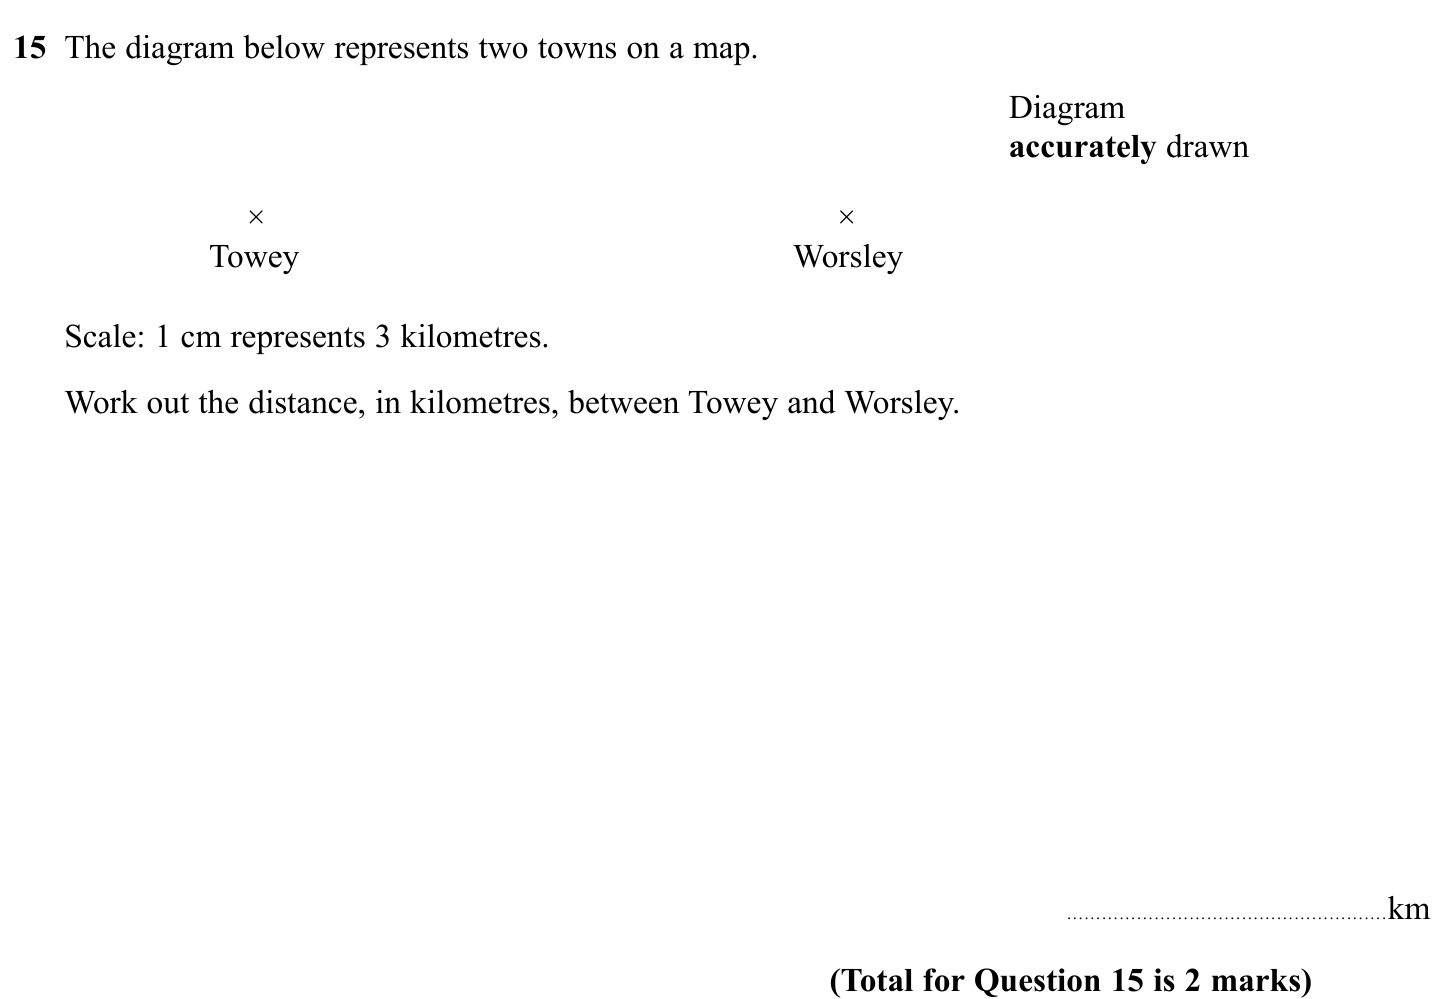 15 The diagram below represents two towns on a map.
Diagram
accurately drawn
× ×
Towey Worsley
Scale: 1 cm represents 3 kilometres.
Work out the distance, in kilometres, between Towey and Worsley.
......................................................km
(Total for Question 15 is 2 marks)